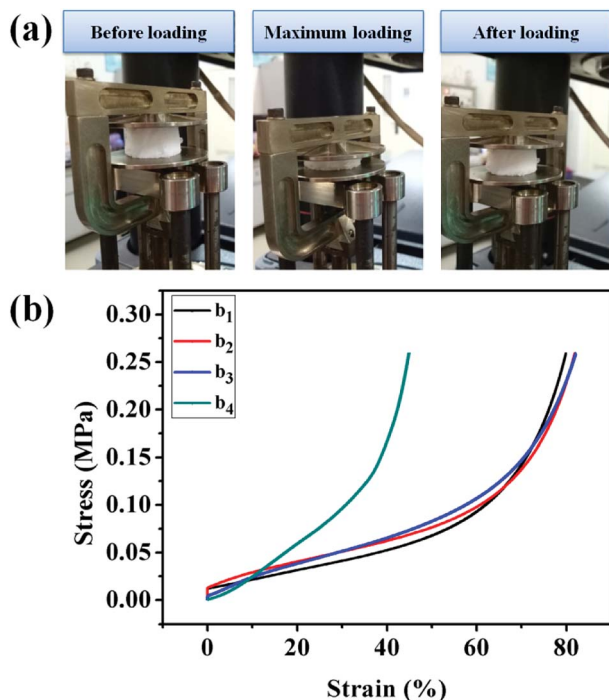 (a)
Before loading
Maximum loading
After loading
(b)
b1
b2
b3
b4
0.30
0.25
0.20
0.15
0.10
0.05
0.00
Stress (MPa)
0 20 40 60 80
Strain (%)